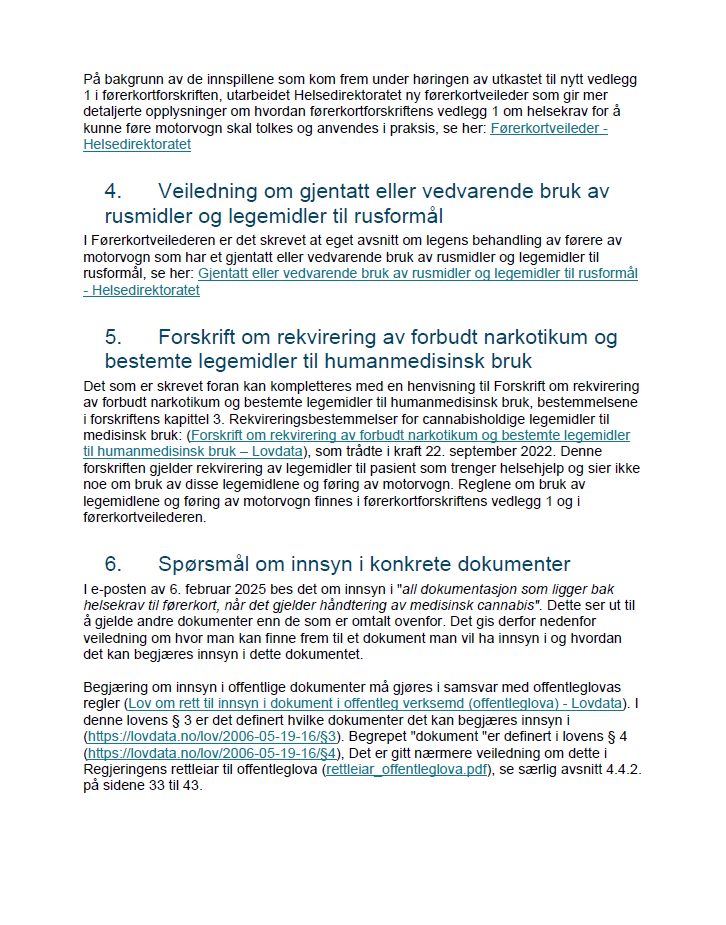 På bakgrunn av de innspillene som kom frem under høringen av utkastet til nytt vedlegg
1 i førerkortforskriften, utarbeidet Helsedirektoratet ny førerkortveileder som gir mer
detaljerte opplysninger om hvordan førerkortforskriftens vedlegg 1 om helsekrav for å
kunne føre motorvogn skal tolkes og anvendes i praksis, se her: Førerkortveileder -
Helsedirektoratet
4. Veiledning om gjentatt eller vedvarende bruk av
rusmidler og legemidler til rusformål
I Førerkortveilederen er det skrevet at eget avsnitt om legens behandling av førere av
motorvogn som har et gjentatt eller vedvarende bruk av rusmidler og legemidler til
rusformål, se her: Gjentatt eller vedvarende bruk av rusmidler og legemidler til rusformål
- Helsedirektoratet
5. Forskrift om rekvirering av forbudt narkotikum og
bestemte legemidler til humanmedisinsk bruk
Det som er skrevet foran kan kompletteres med en henvisning til Forskrift om rekvirering
av forbudt narkotikum og bestemte legemidler til humanmedisinsk bruk, bestemmelsene
i forskriftens kapittel 3. Rekvireringsbestemmelser for cannabisholdige legemidler til
medisinsk bruk: (Forskrift om rekvirering av forbudt narkotikum og bestemte legemidler
til humanmedisinsk bruk – Lovdata), som trådte i kraft 22. september 2022. Denne
forskriften gjelder rekvirering av legemidler til pasient som trenger helsehjelp og sier ikke
noe om bruk av disse legemidlene og føring av motorvogn. Reglene om bruk av
legemidlene og føring av motorvogn finnes i førerkortforskriftens vedlegg 1 og i
førerkortveilederen.
6. Spørsmål om innsyn i konkrete dokumenter
I e-posten av 6. februar 2025 bes det om innsyn i "all dokumentasjon som ligger bak
helsekrav til førerkort, når det gjelder håndtering av medisinsk cannabis". Dette ser ut til
å gjelde andre dokumenter enn de som er omtalt ovenfor. Det gis derfor nedenfor
veiledning om hvor man kan finne frem til et dokument man vil ha innsyn i og hvordan
det kan begjæres innsyn i dette dokumentet.
Begjæring om innsyn i offentlige dokumenter må gjøres i samsvar med offentleglovas
regler (Lov om rett til innsyn i dokument i offentleg verksemd (offentleglova) - Lovdata). I
denne lovens § 3 er det definert hvilke dokumenter det kan begjæres innsyn i
(https://lovdata.no/lov/2006-05-19-16/§3). Begrepet "dokument "er definert i lovens § 4
(https://lovdata.no/lov/2006-05-19-16/§4), Det er gitt nærmere veiledning om dette i
Regjeringens rettleiar til offentleglova (rettleiar_offentleglova.pdf), se særlig avsnitt 4.4.2.
på sidene 33 til 43.